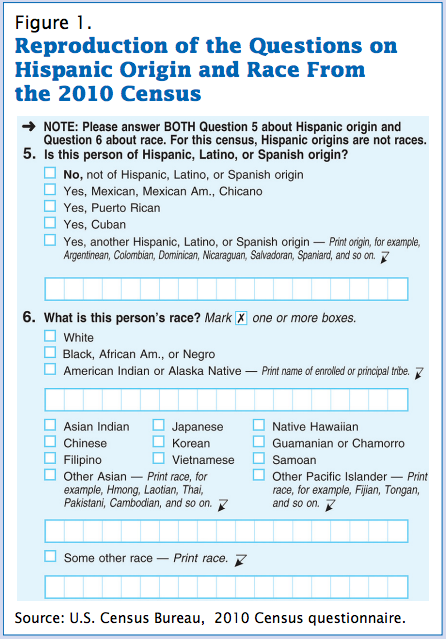 Figure 1.
Reproduction of the Questions on
Hispanic Origin and Race From
the 2010 Census
➔ NOTE: Please answer BOTH Question 5 about Hispanic origin and
Question 6 about race. For this census, Hispanic origins are not races.
5. Is this person of Hispanic, Latino, or Spanish origin?
No, not of Hispanic, Latino, or Spanish origin
Yes, Mexican, Mexican Am., Chicano
Yes, Puerto Rican
Yes, Cuban
Yes, another Hispanic, Latino, or Spanish origin — Print origin, for example,
Argentinean, Colombian, Dominican, Nicaraguan, Salvadoran, Spaniard, and so on.
6. What is this person's race? Mark X one or more boxes.
White
Black, African Am., or Negro
American Indian or Alaska Native — Print name of enrolled or principal tribe.
Asian Indian Japanese Native Hawaiian
Chinese Korean Guamanian or Chamorro
Filipino Vietnamese Samoan
Other Asian — Print race, for
example, Hmong, Laotian, Thai,
Pakistani, Cambodian, and so on.
Other Pacific Islander — Print
race, for example, Fijian, Tongan,
and so on.
Some other race — Print race.
Source: U.S. Census Bureau, 2010 Census questionnaire.